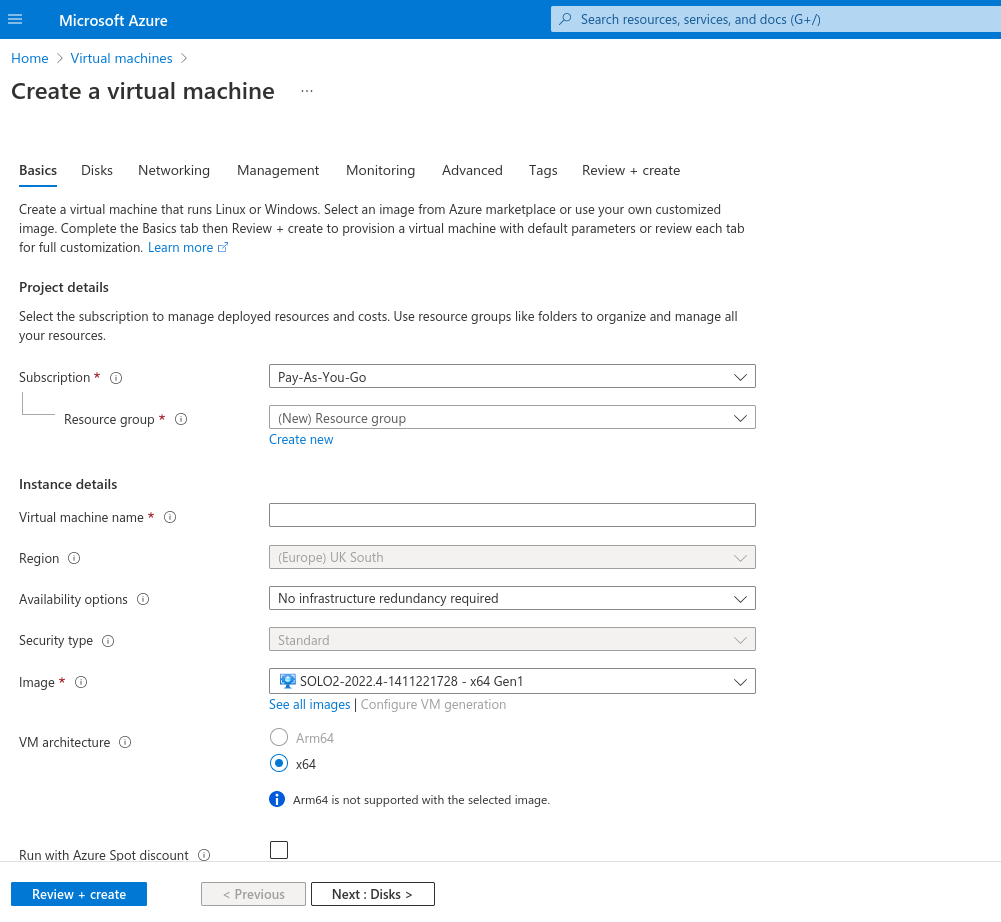 Microsoft Azure
Search resources, services, and docs (G+/)
Home > Virtual machines >
Create a virtual machine ...
Basics Disks Networking Management Monitoring Advanced Tags Review + create
Create a virtual machine that runs Linux or Windows. Select an image from Azure marketplace or use your own customized
image. Complete the Basics tab then Review + create to provision a virtual machine with default parameters or review each tab
for full customization. Learn more
Project details
Select the subscription to manage deployed resources and costs. Use resource groups like folders to organize and manage all
your resources.
Subscription * Pay-As-You-Go
Resource group * (New) Resource group
Create new
Instance details
Virtual machine name *
Region (Europe) UK South
Availability options No infrastructure redundancy required
Security type Standard
Image * SOLO2-2022.4-1411221728 - x64 Gen1
See all images | Configure VM generation
VM architecture Arm64
x64
Arm64 is not supported with the selected image.
Run with Azure Spot discount
Review + create < Previous Next : Disks >